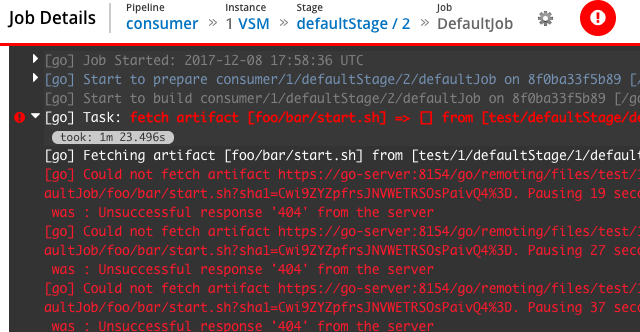 Job Details
Pipeline
consumer »
Instance
1 VSM »
Stage
defaultStage / 2 »
Job
DefaultJob
[go] Job Started: 2017-12-08 17:58:36 UTC
[go] Start to prepare consumer/1/defaultStage/2/defaultJob on 8f0ba33f5b89 [/go
[go] Start to build consumer/1/defaultStage/2/defaultJob on 8f0ba33f5b89 [/go
[go] Task: fetch artifact [foo/bar/start.sh] => [] from [test/defaultStage/de
took: 1m 23.496s
[go] Fetching artifact [foo/bar/start.sh] from [test/1/defaultStage/1/default
[go] Could not fetch artifact https://go-server:8154/go/remoting/files/test/1
aultJob/foo/bar/start.sh?sha1=Cwi9ZYZpfrsJNVWETRSOsPaivQ4%3D. Pausing 19 seco
was : Unsuccessful response '404' from the server
[go] Could not fetch artifact https://go-server:8154/go/remoting/files/test/1
aultJob/foo/bar/start.sh?sha1=Cwi9ZYZpfrsJNVWETRSOsPaivQ4%3D. Pausing 27 seco
was : Unsuccessful response '404' from the server
[go] Could not fetch artifact https://go-server:8154/go/remoting/files/test/1
aultJob/foo/bar/start.sh?sha1=Cwi9ZYZpfrsJNVWETRSOsPaivQ4%3D. Pausing 37 seco
was : Unsuccessful response '404' from the server